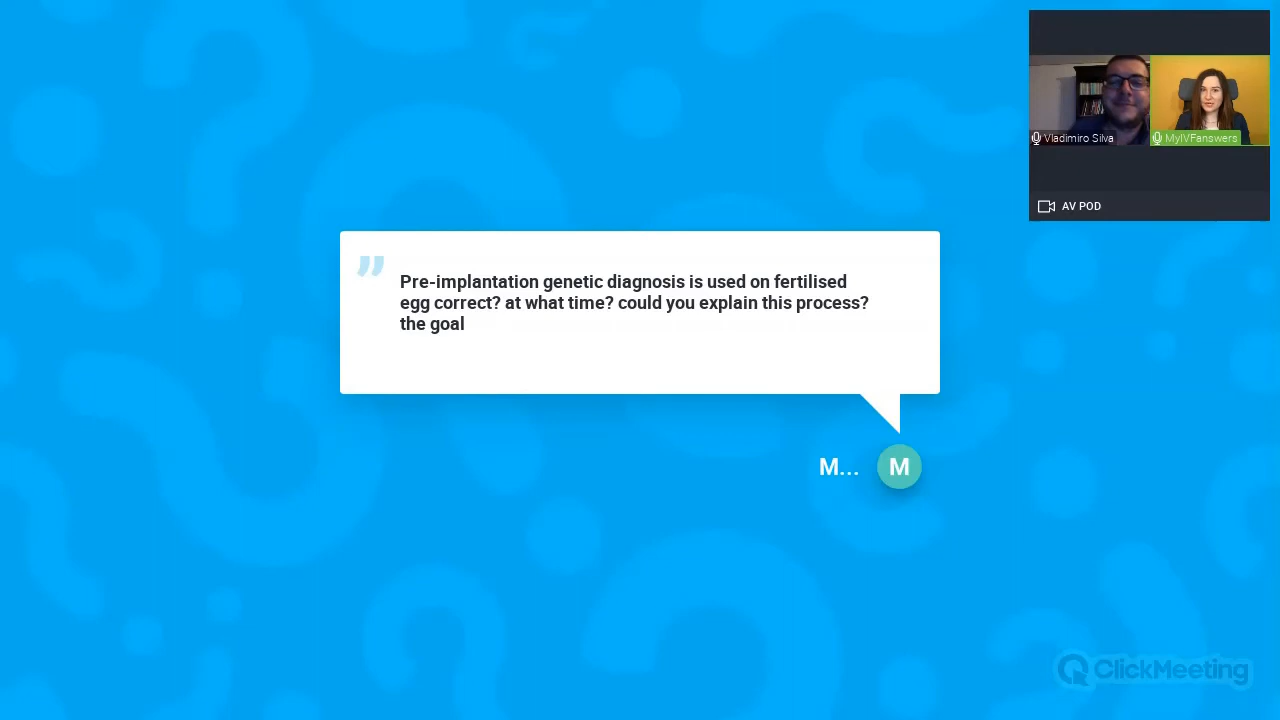 Vladimiro Silva
MyIVFanswers
AV POD
Pre-implantation genetic diagnosis is used on fertilised
egg correct? at what time? could you explain this process?
the goal
M...
M
ClickMeeting